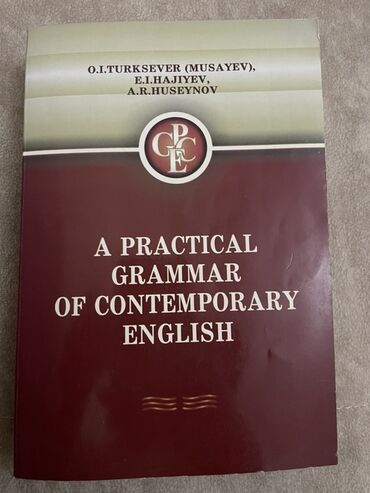 O.I.TURKSEVER (MUSAYEV),
E.I.HAJIYEV,
A.R.HUSEYNOV
GPCE
A PRACTICAL
GRAMMAR
OF CONTEMPORARY
ENGLISH